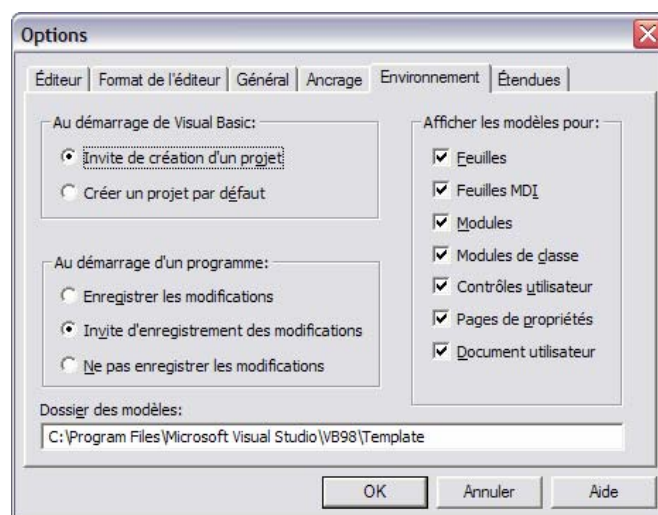 Options
Éditeur
Format de l'éditeur
Général
Ancrage
Environnement
Étendues
Au démarrage de Visual Basic:
Invite de création d'un projet
Créer un projet par défaut
Au démarrage d'un programme:
Enregistrer les modifications
Invite d'enregistrement des modifications
Ne pas enregistrer les modifications
Afficher les modèles pour:
Feuilles
Feuilles MDI
Modules
Modules de classe
Contrôles utilisateur
Pages de propriétés
Document utilisateur
Dossier des modèles:
C:\Program Files\Microsoft Visual Studio\VB98\Template
OK
Annuler
Aide